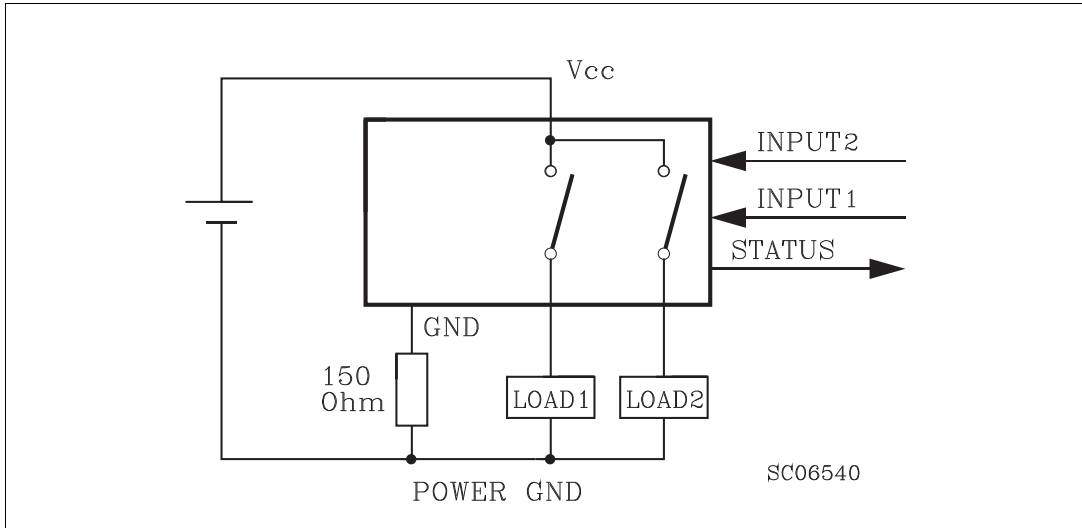 Vcc
INPUT2
INPUT1
STATUS
GND
150
Ohm
LOAD1
LOAD2
SC06540
POWER GND